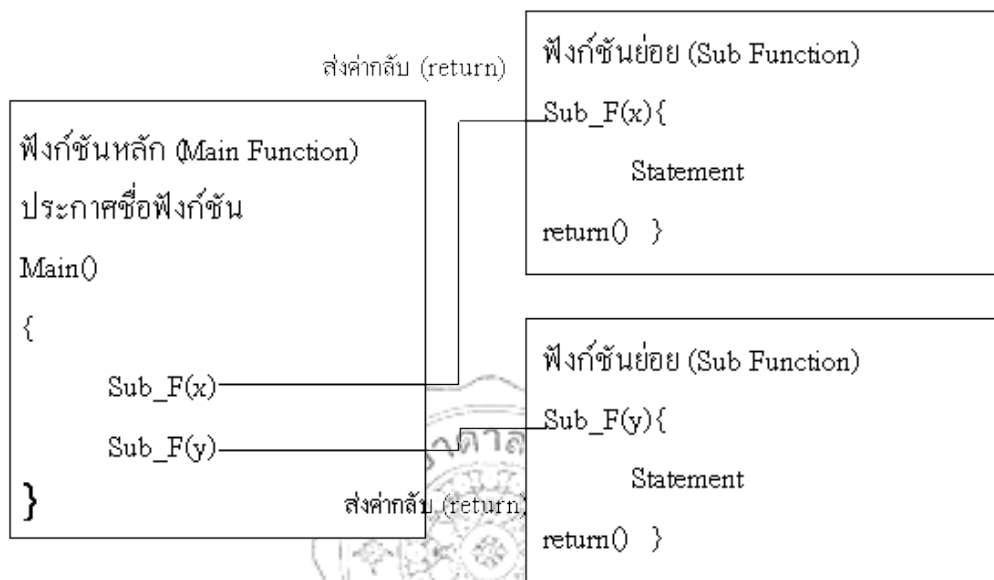 ส่งค่ากลับ (return)
ฟังก์ชันหลัก (Main Function)
ประกาศชื่อฟังก์ชัน
Main()
{
Sub_F(x)
Sub_F(y)
}
ส่งค่ากลับ (return)
ฟังก์ชันย่อย (Sub Function)
Sub_F(x){
Statement
return() }
ฟังก์ชันย่อย (Sub Function)
Sub_F(y){
Statement
return() }